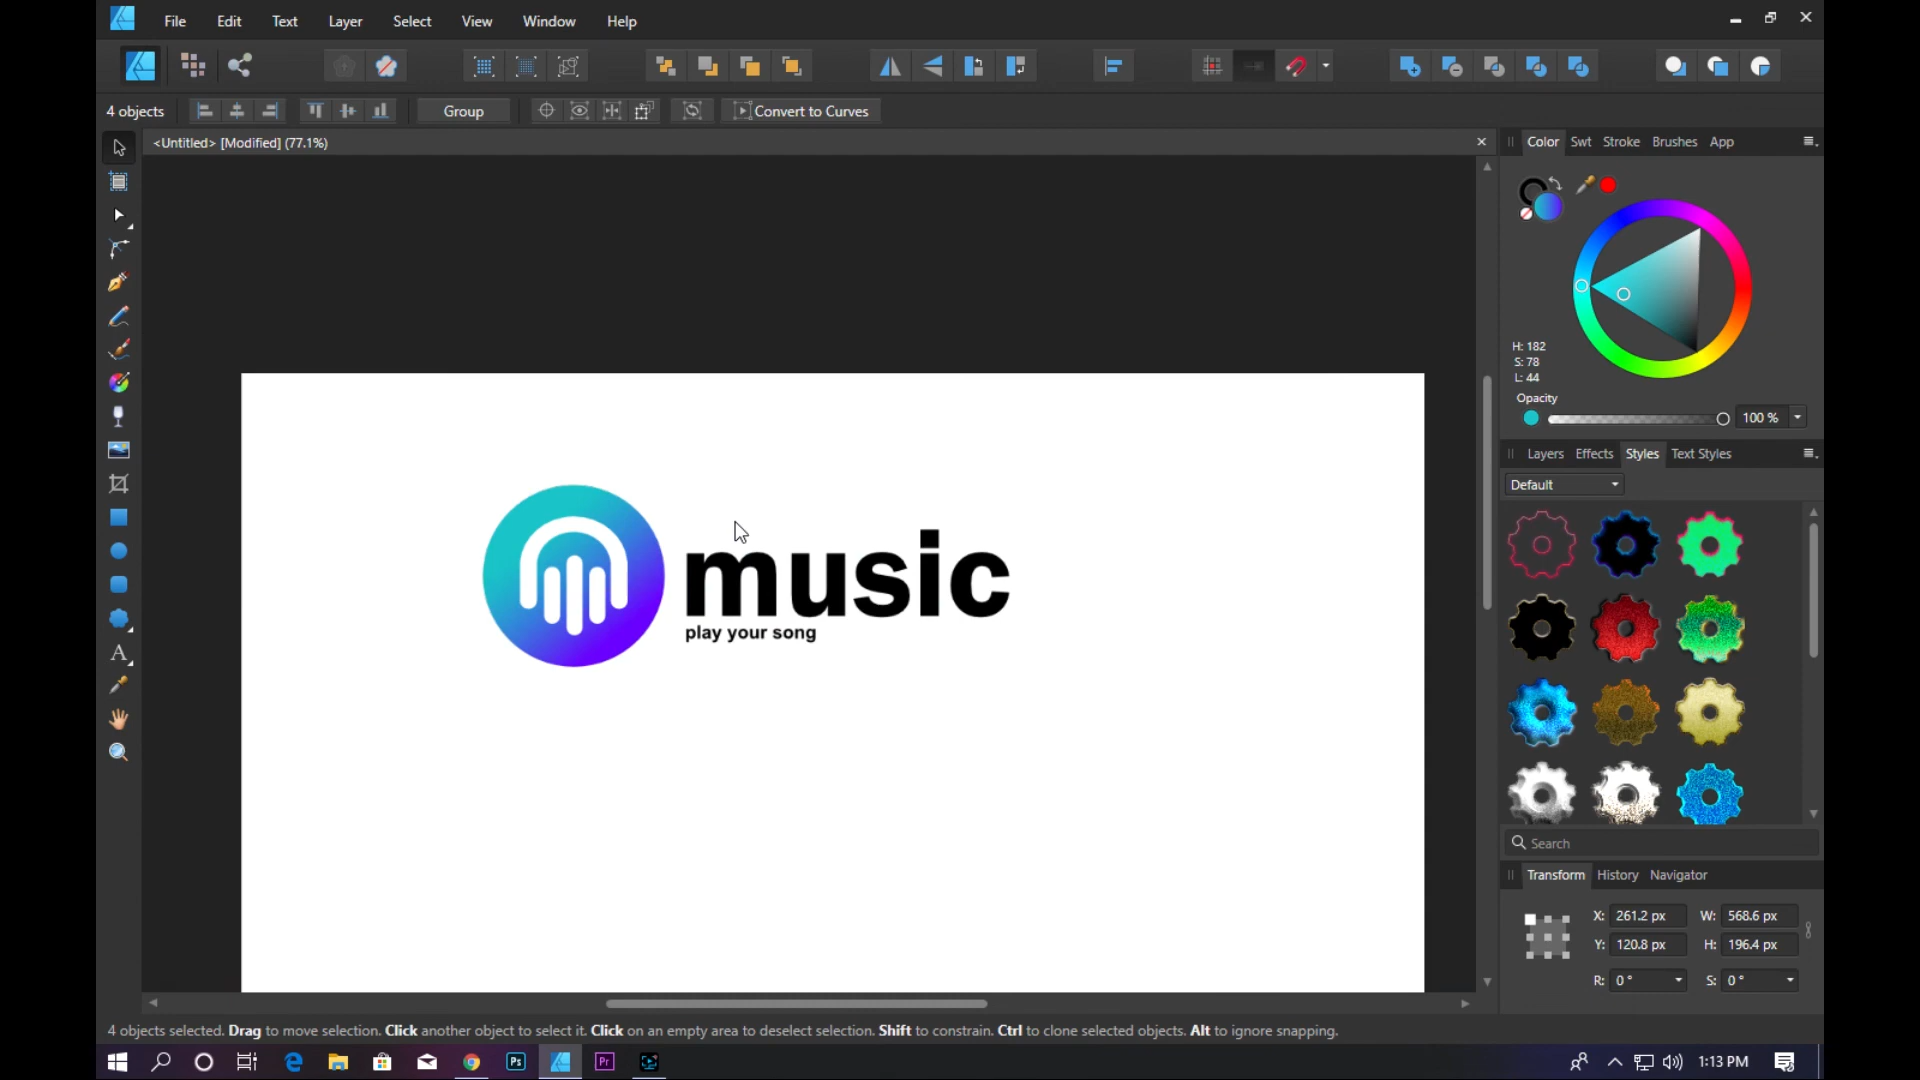 File Edit Text Layer Select View Window Help
4 objects Group Convert to Curves
<Untitled> [Modified] (77.1%)
Color Swt Stroke Brushes App
H: 182
S: 78
L: 44
Opacity
100 %
Layers Effects Styles Text Styles
Default
music
play your song
Search
Transform History Navigator
X: 261.2 px W: 568.6 px
Y: 120.8 px H: 196.4 px
R: 0 ° S: 0 °
4 objects selected. Drag to move selection. Click another object to select it. Click on an empty area to deselect selection. Shift to constrain. Ctrl to clone selected objects. Alt to ignore snapping.
Ps Pr 1:13 PM